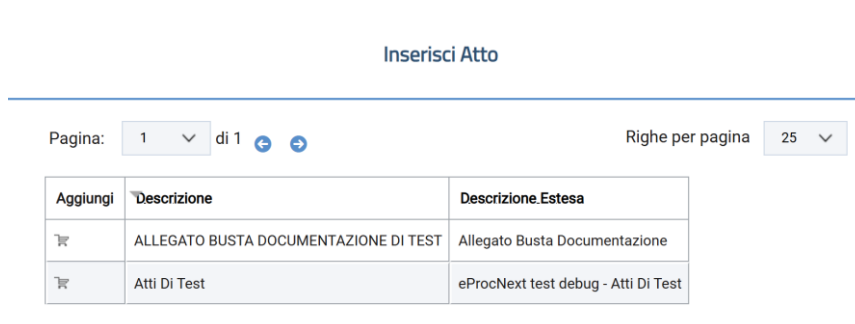 Inserisci Atto
Pagina: 1 di 1 Righe per pagina 25
Aggiungi Descrizione Descrizione_Estesa
ALLEGATO BUSTA DOCUMENTAZIONE DI TEST Allegato Busta Documentazione
Atti Di Test eProcNext test debug - Atti Di Test